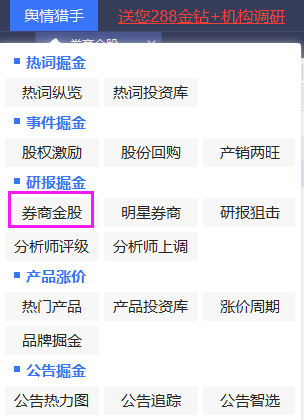 舆情猎手 送您288金钻+机构调研
券商金股
热词掘金
热词纵览 热词投资库
事件掘金
股权激励 股份回购 产销两旺
研报掘金
券商金股 明星券商 研报狙击
分析师评级 分析师上调
产品涨价
热门产品 产品投资库 涨价周期
品牌掘金
公告掘金
公告热力图 公告追踪 公告智选